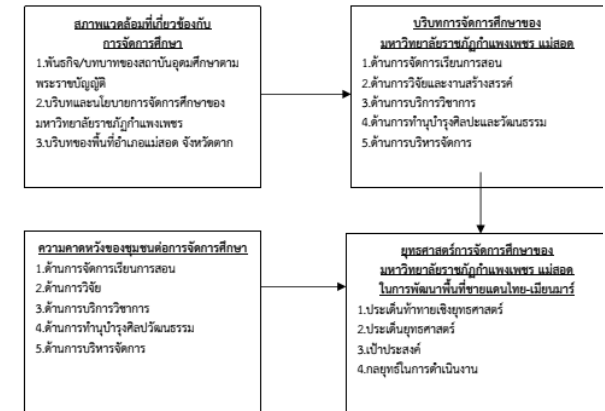 สภาพแวดล้อมที่เกี่ยวข้องกับ
การจัดการศึกษา
1.พันธกิจ/บทบาทของสถาบันอุดมศึกษาตาม
พระราชบัญญัติ
2.บริบทและนโยบายการจัดการศึกษาของ
มหาวิทยาลัยราชภัฏกำแพงเพชร
3.บริบทของพื้นที่อำเภอแม่สอด จังหวัดตาก
บริบทการจัดการศึกษาของ
มหาวิทยาลัยราชภัฏกำแพงเพชร แม่สอด
1.ด้านการจัดการเรียนการสอน
2.ด้านการวิจัยและงานสร้างสรรค์
3.ด้านการบริการวิชาการ
4.ด้านการทำนุบำรุงศิลปะและวัฒนธรรม
5.ด้านการบริหารจัดการ
ความคาดหวังของชุมชนต่อการจัดการศึกษา
1.ด้านการจัดการเรียนการสอน
2.ด้านการวิจัย
3.ด้านการบริการวิชาการ
4.ด้านการทำนุบำรุงศิลปวัฒนธรรม
5.ด้านการบริหารจัดการ
ยุทธศาสตร์การจัดการศึกษาของ
มหาวิทยาลัยราชภัฏกำแพงเพชร แม่สอด
ในการพัฒนาพื้นที่ชายแดนไทย-เมียนมาร์
1.ประเด็นท้าทายเชิงยุทธศาสตร์
2.ประเด็นยุทธศาสตร์
3.เป้าประสงค์
4.กลยุทธ์ในการดำเนินงาน